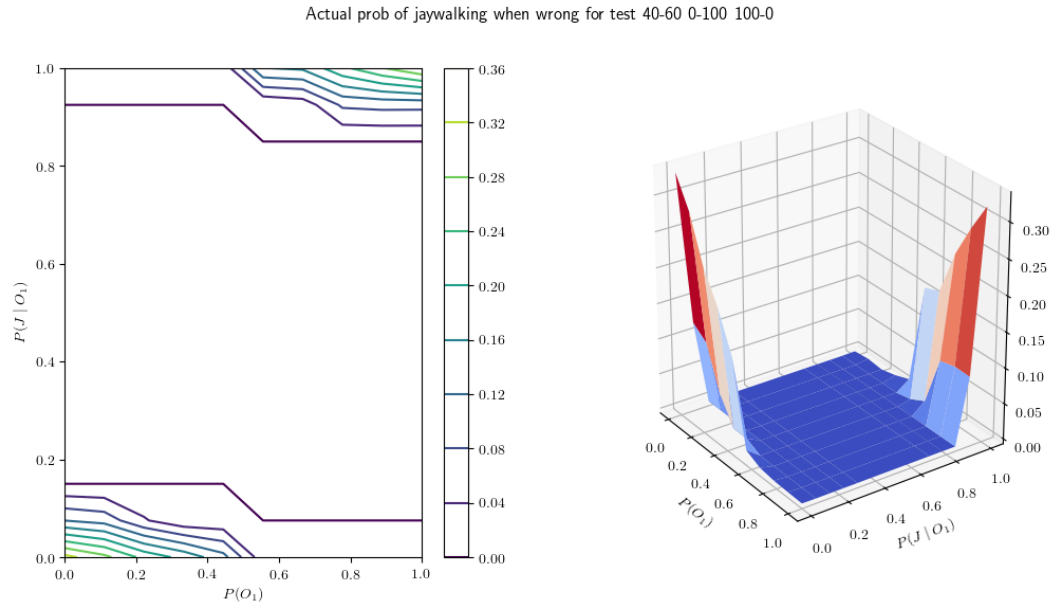 Actual prob of jaywalking when wrong for test 40-60 0-100 100-0
1.0
0.8
0.6
0.4
0.2
0.0
P(J | O₁)
0.0 0.2 0.4 0.6 0.8 1.0
P(O₁)
0.36
0.32
0.28
0.24
0.20
0.16
0.12
0.08
0.04
0.00
0.30
0.25
0.20
0.15
0.10
0.05
0.00
0.0 0.2 0.4 0.6 0.8 1.0
P(O₁)
0.0 0.2 0.4 0.6 0.8 1.0
P(J | O₁)